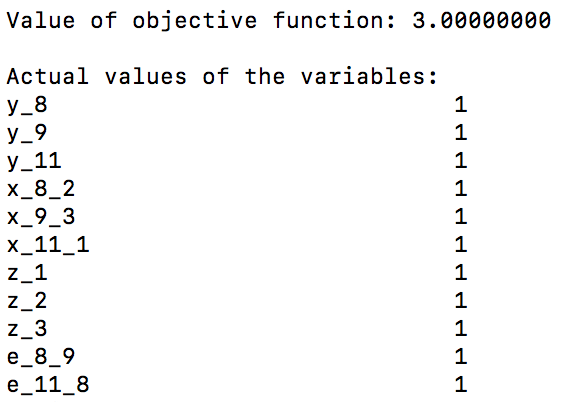 Value of objective function: 3.00000000
Actual values of the variables:
y_8 1
y_9 1
y_11 1
x_8_2 1
x_9_3 1
x_11_1 1
z_1 1
z_2 1
z_3 1
e_8_9 1
e_11_8 1